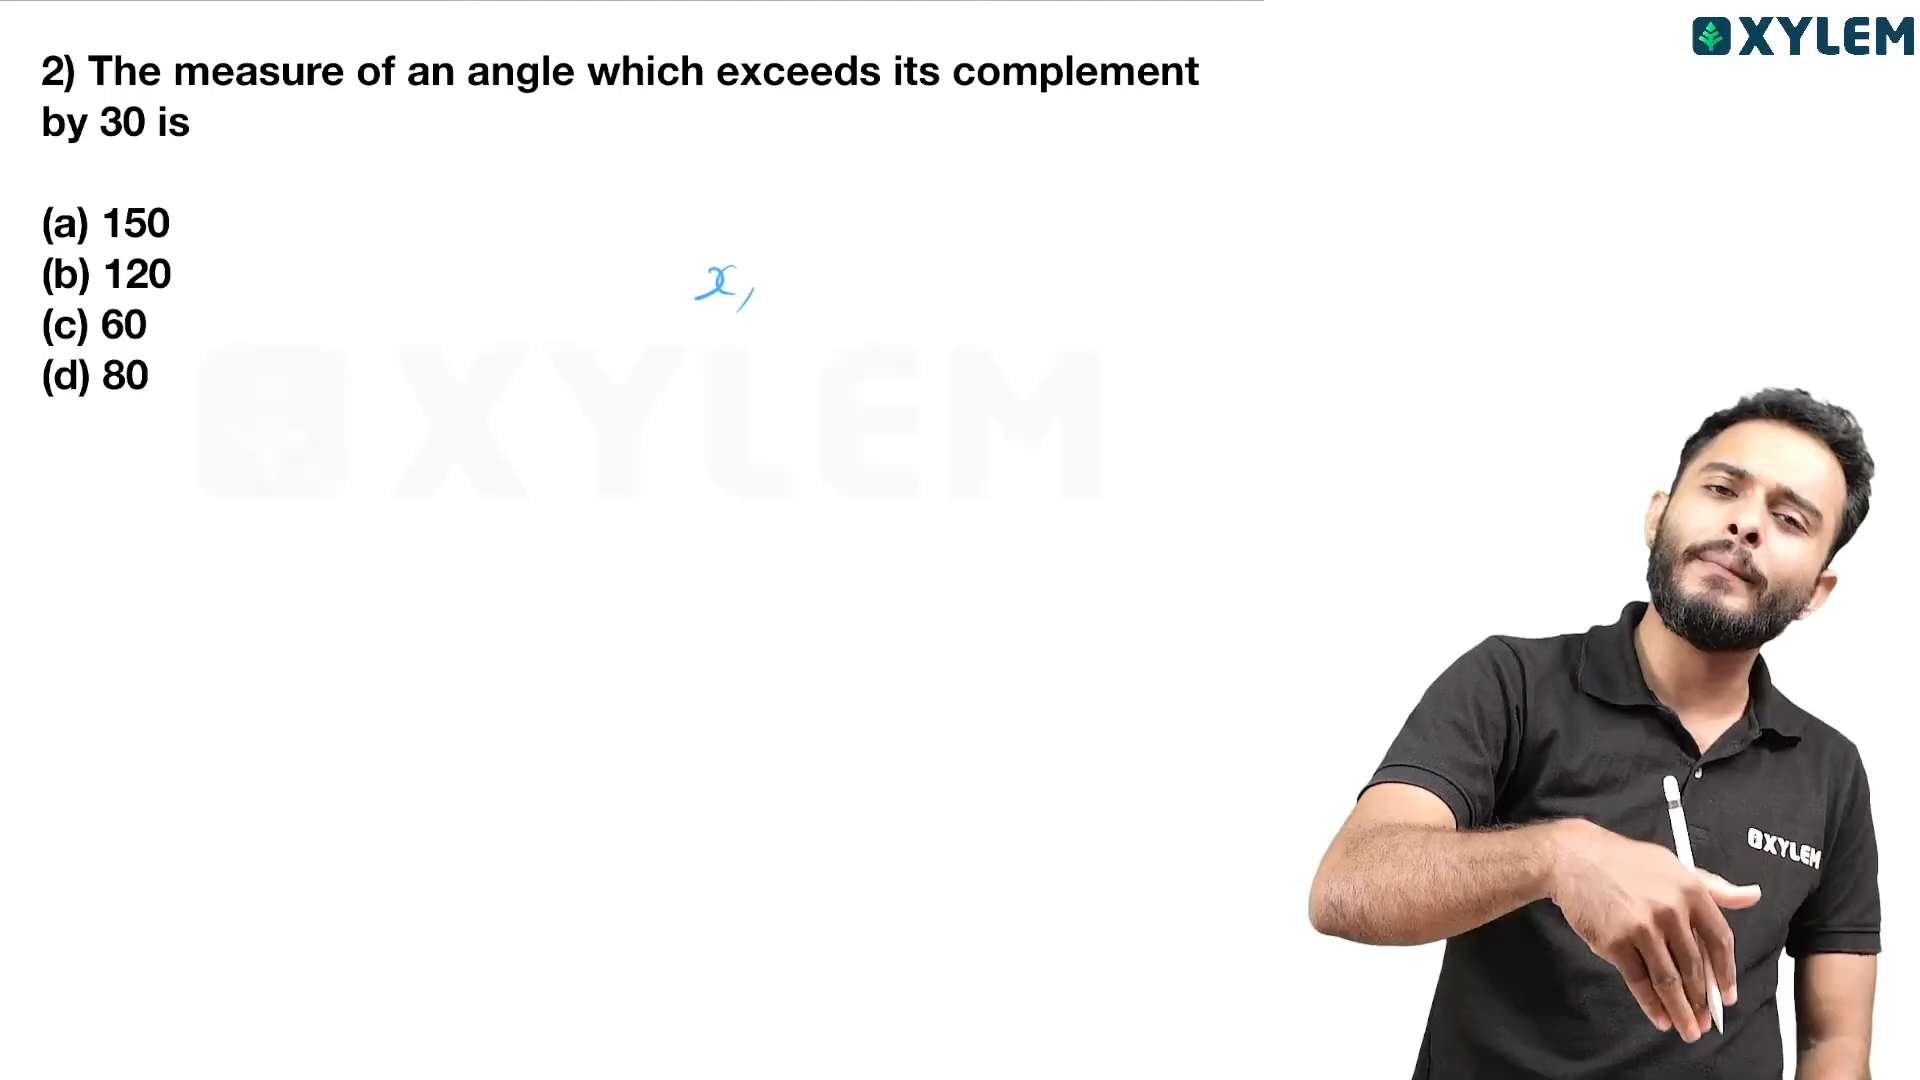 XYLEM
2) The measure of an angle which exceeds its complement
by 30 is
(a) 150
(b) 120
(c) 60
(d) 80
x,
XYLEM
XYLEM